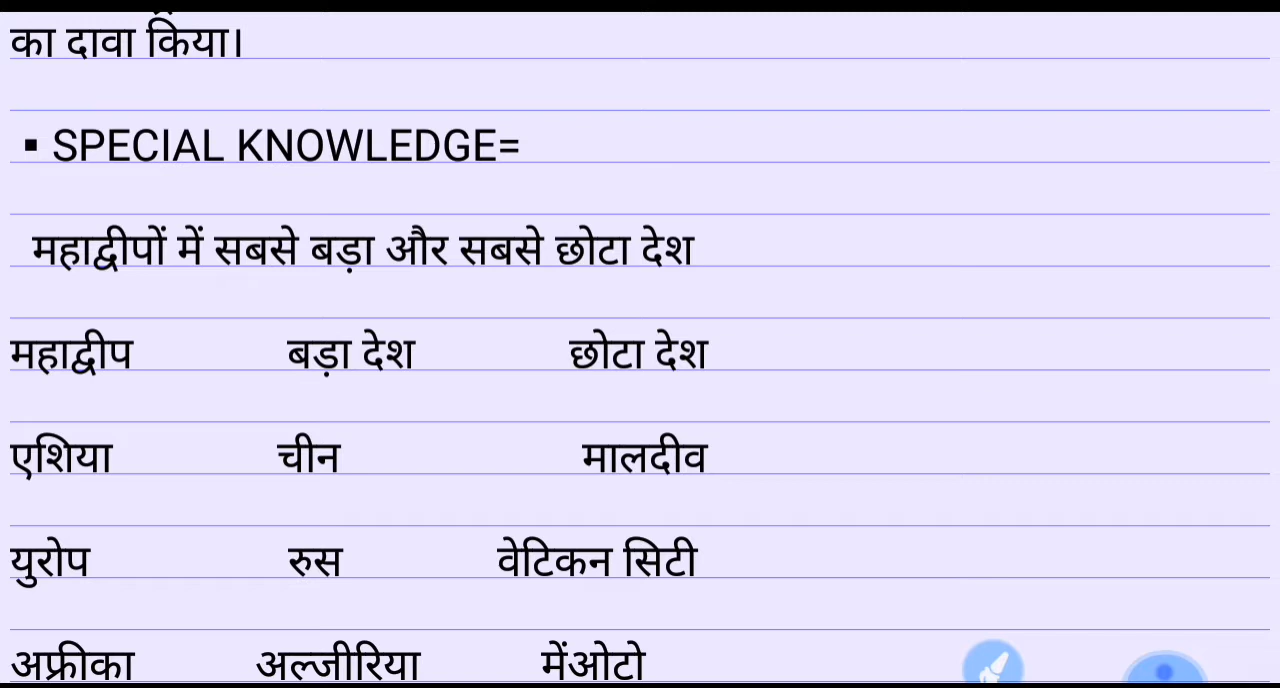 का दावा किया।
▪ SPECIAL KNOWLEDGE=
महाद्वीपों में सबसे बड़ा और सबसे छोटा देश
महाद्वीप बड़ा देश छोटा देश
एशिया चीन मालदीव
युरोप रुस वेटिकन सिटी
अफ्रीका अल्जीरिया मेंओटो